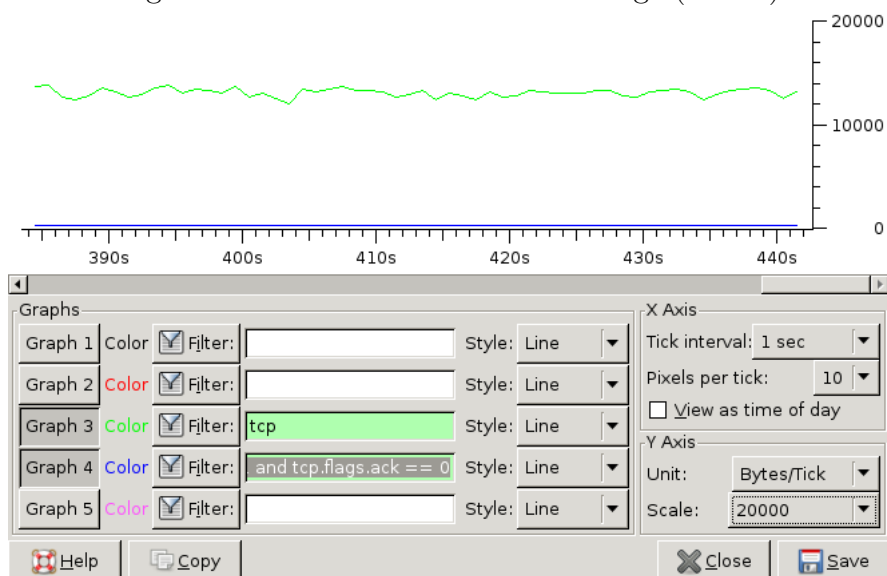 20000
10000
0
390s 400s 410s 420s 430s 440s
Graphs
Graph 1 Color Filter: Style: Line
Graph 2 Color Filter: Style: Line
Graph 3 Color Filter: tcp Style: Line
Graph 4 Color Filter: and tcp.flags.ack == 0 Style: Line
Graph 5 Color Filter: Style: Line
X Axis
Tick interval: 1 sec
Pixels per tick: 10
View as time of day
Y Axis
Unit: Bytes/Tick
Scale: 20000
Help Copy Close Save